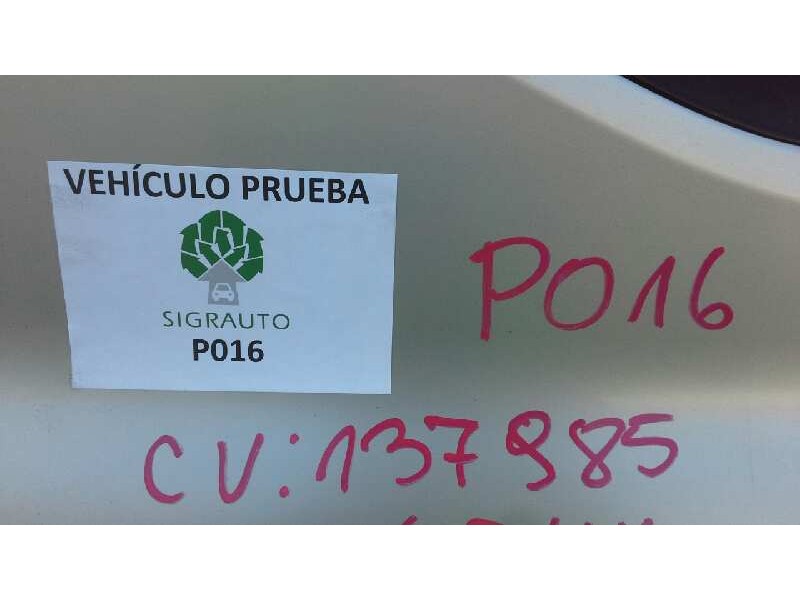 VEHÍCULO PRUEBA
SIGRAUTO
P016
P016
CV: 137985